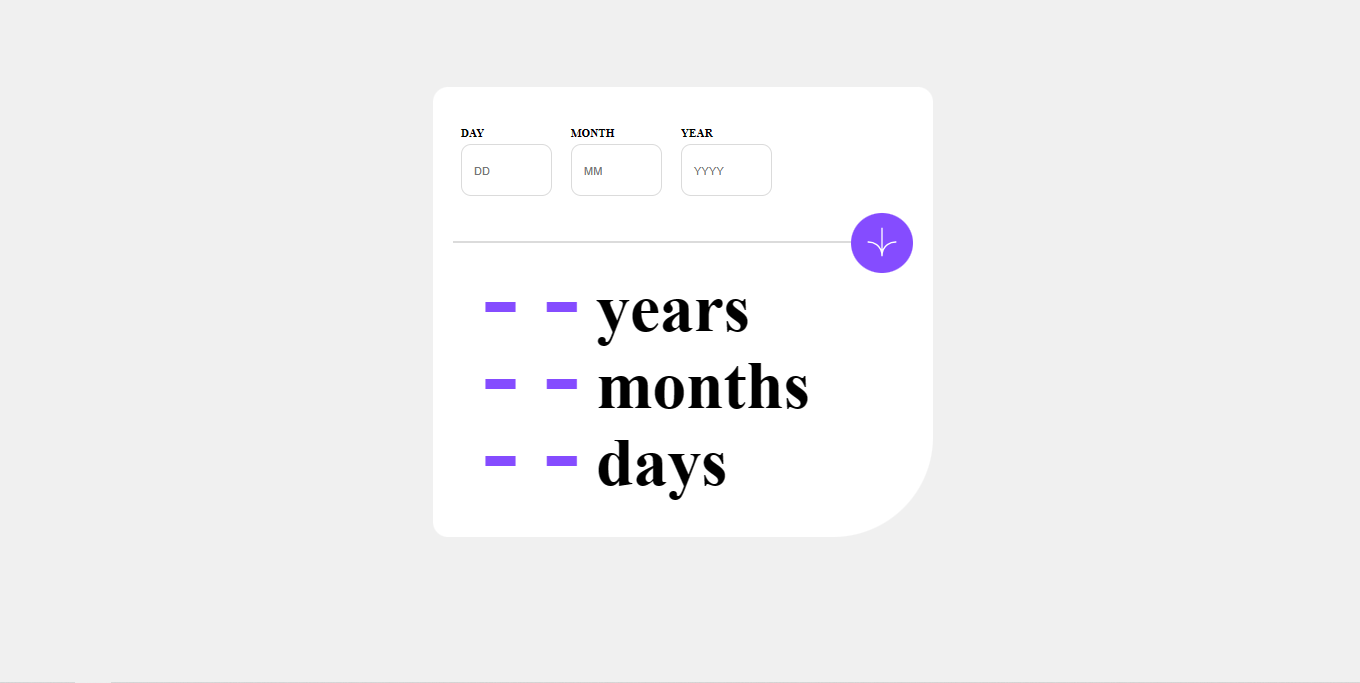 DAY MONTH YEAR
DD MM YYYY
- - years
- - months
- - days